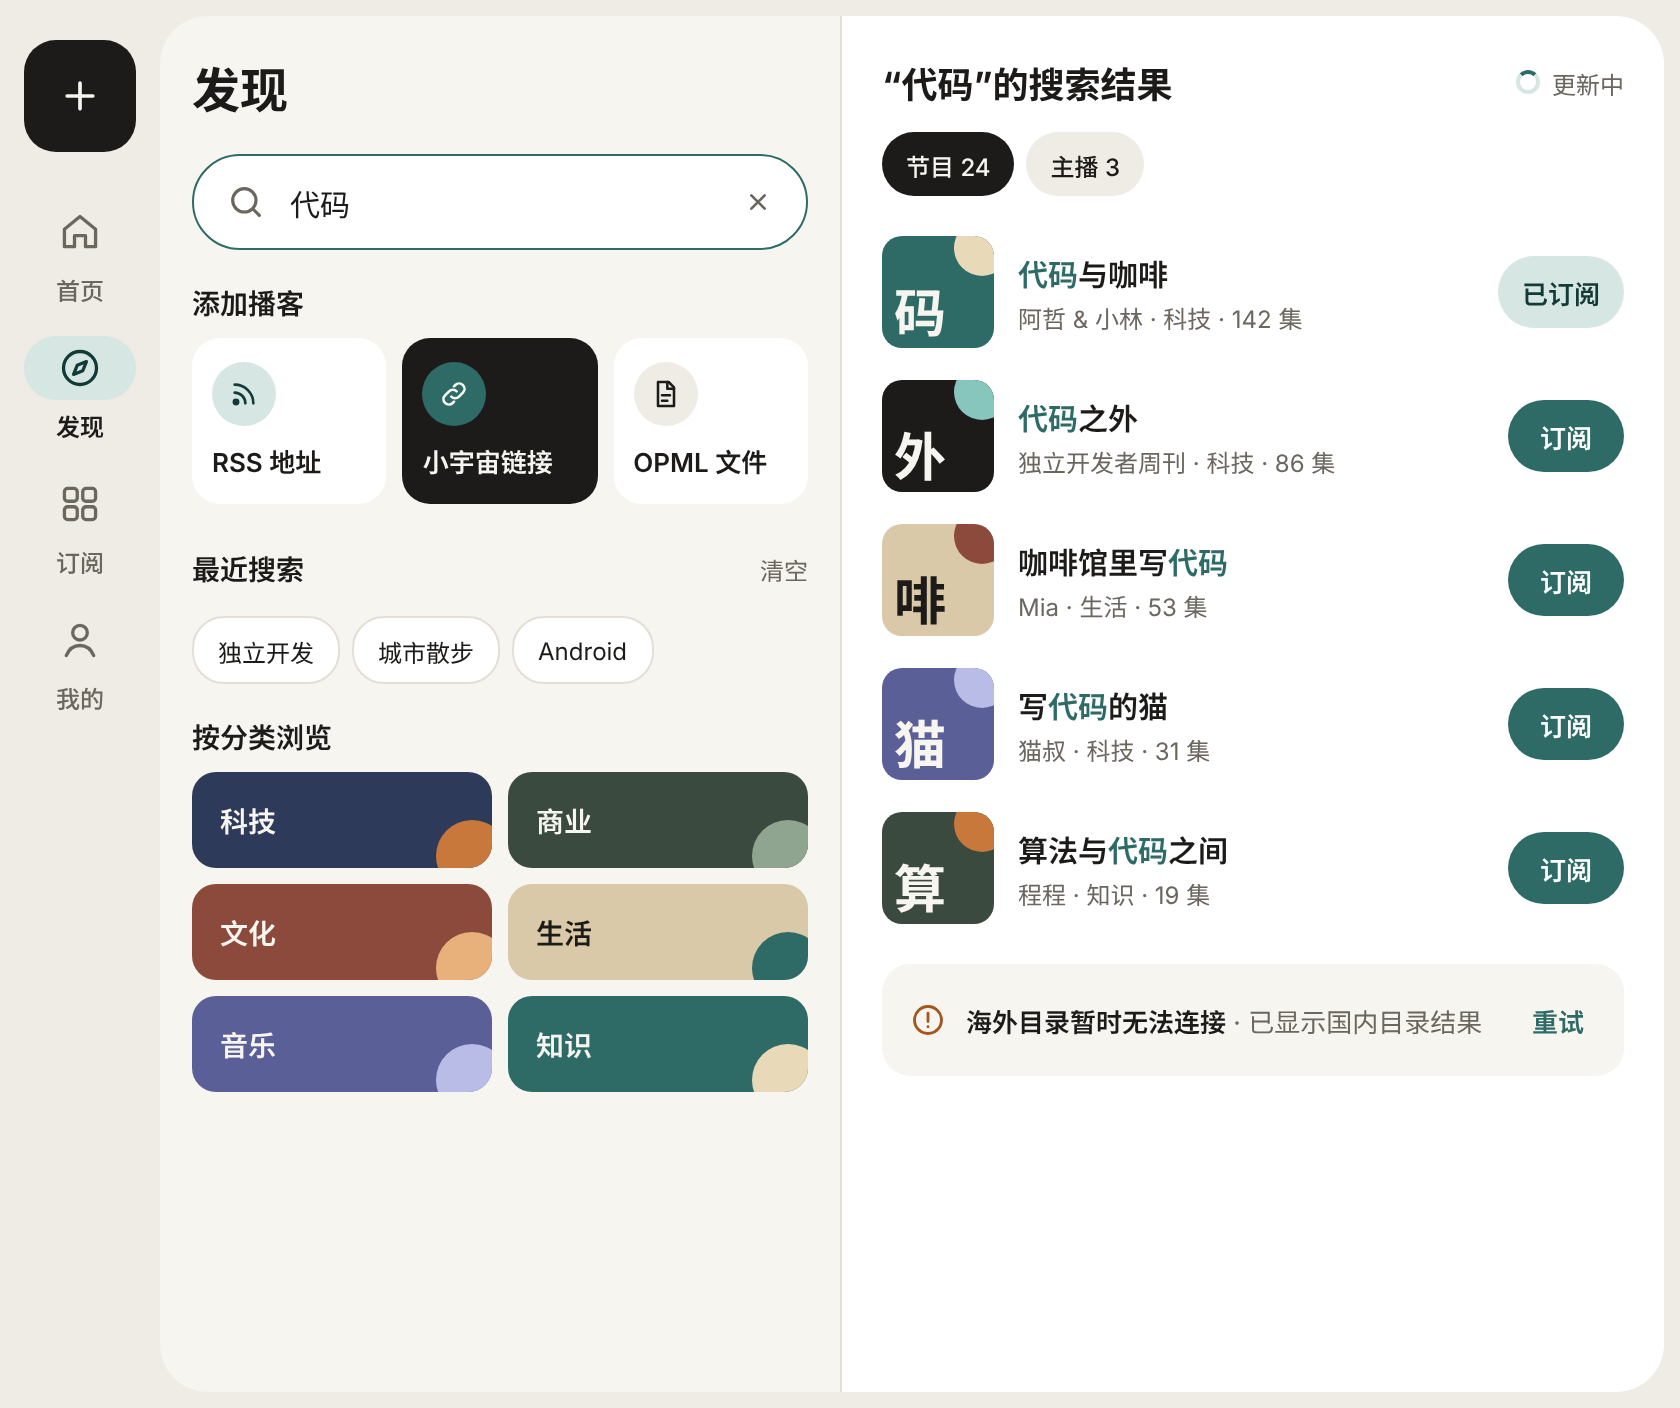 首页
发现
订阅
我的
发现
代码
添加播客
RSS 地址
小宇宙链接
OPML 文件
最近搜索
清空
独立开发
城市散步
Android
按分类浏览
科技
商业
文化
生活
音乐
知识
“代码”的搜索结果
更新中
节目 24
主播 3
码
代码与咖啡
阿哲 & 小林 · 科技 · 142 集
已订阅
外
代码之外
独立开发者周刊 · 科技 · 86 集
订阅
啡
咖啡馆里写代码
Mia · 生活 · 53 集
订阅
猫
写代码的猫
猫叔 · 科技 · 31 集
订阅
算
算法与代码之间
程程 · 知识 · 19 集
订阅
海外目录暂时无法连接 · 已显示国内目录结果
重试